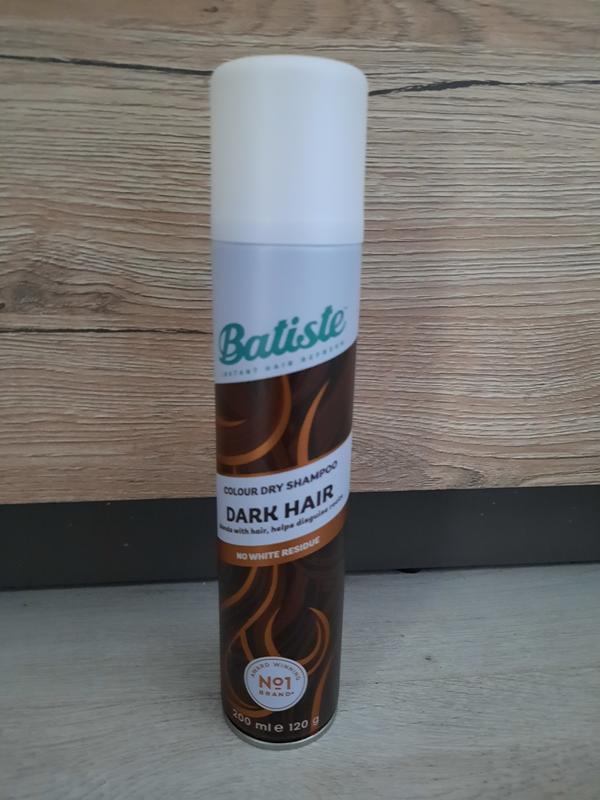 Batiste
INSTANT HAIR REFRESH
COLOUR DRY SHAMPOO
DARK HAIR
blends with hair, helps disguise roots
NO WHITE RESIDUE
AWARD WINNING
No1
BRAND*
200 ml e 120 g